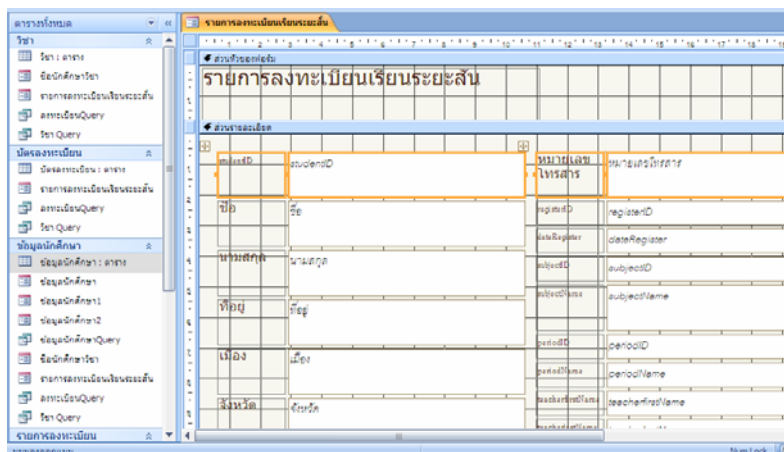 ตารางทั้งหมด
วิชา
วิชา : ตาราง
ชื่อนักศึกษาวิชา
รายการลงทะเบียนเรียนระยะสั้น
ลงทะเบียนQuery
วิชา Query
บัตรลงทะเบียน
บัตรลงทะเบียน : ตาราง
รายการลงทะเบียนเรียนระยะสั้น
ลงทะเบียนQuery
วิชา Query
ข้อมูลนักศึกษา
ข้อมูลนักศึกษา : ตาราง
ข้อมูลนักศึกษา
ข้อมูลนักศึกษา1
ข้อมูลนักศึกษา2
ข้อมูลนักศึกษาQuery
ชื่อนักศึกษาวิชา
รายการลงทะเบียนเรียนระยะสั้น
ลงทะเบียนQuery
วิชา Query
รายการลงทะเบียน
รายการลงทะเบียนเรียนระยะสั้น
ส่วนหัวของฟอร์ม
รายการลงทะเบียนเรียนระยะสั้น
ส่วนรายละเอียด
studentID studentID
ชื่อ ชื่อ
นามสกุล นามสกุล
ที่อยู่ ที่อยู่
เมือง เมือง
จังหวัด จังหวัด
หมายเลข
โทรสาร หมายเลขโทรสาร
registerID registerID
dateRegister dateRegister
subjectID subjectID
subjectName subjectName
periodID periodID
periodName periodName
teacherfirstName teacherfirstName
Num Lock